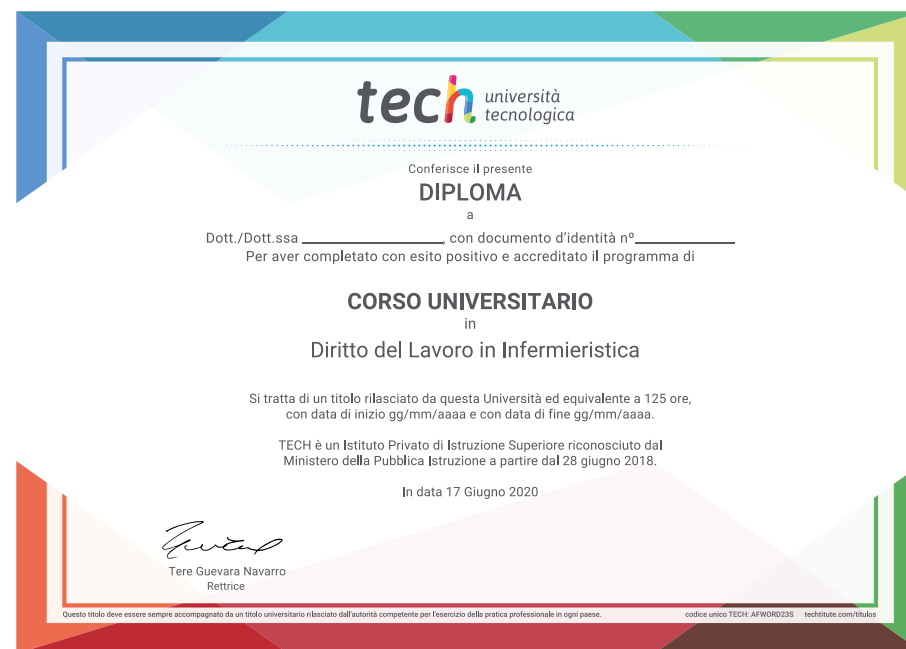 tech università
tecnologica
Conferisce il presente
DIPLOMA
a
Dott./Dott.ssa ____________________, con documento d'identità nº______________
Per aver completato con esito positivo e accreditato il programma di
CORSO UNIVERSITARIO
in
Diritto del Lavoro in Infermieristica
Si tratta di un titolo rilasciato da questa Università ed equivalente a 125 ore,
con data di inizio gg/mm/aaaa e con data di fine gg/mm/aaaa.
TECH è un Istituto Privato di Istruzione Superiore riconosciuto dal
Ministero della Pubblica Istruzione a partire dal 28 giugno 2018.
In data 17 Giugno 2020
Tere Guevara Navarro
Rettrice
Questo titolo deve essere sempre accompagnato da un titolo universitario rilasciato dall'autorità competente per l'esercizio della pratica professionale in ogni paese. codice unico TECH: AFWORD23S techtitute.com/titulos